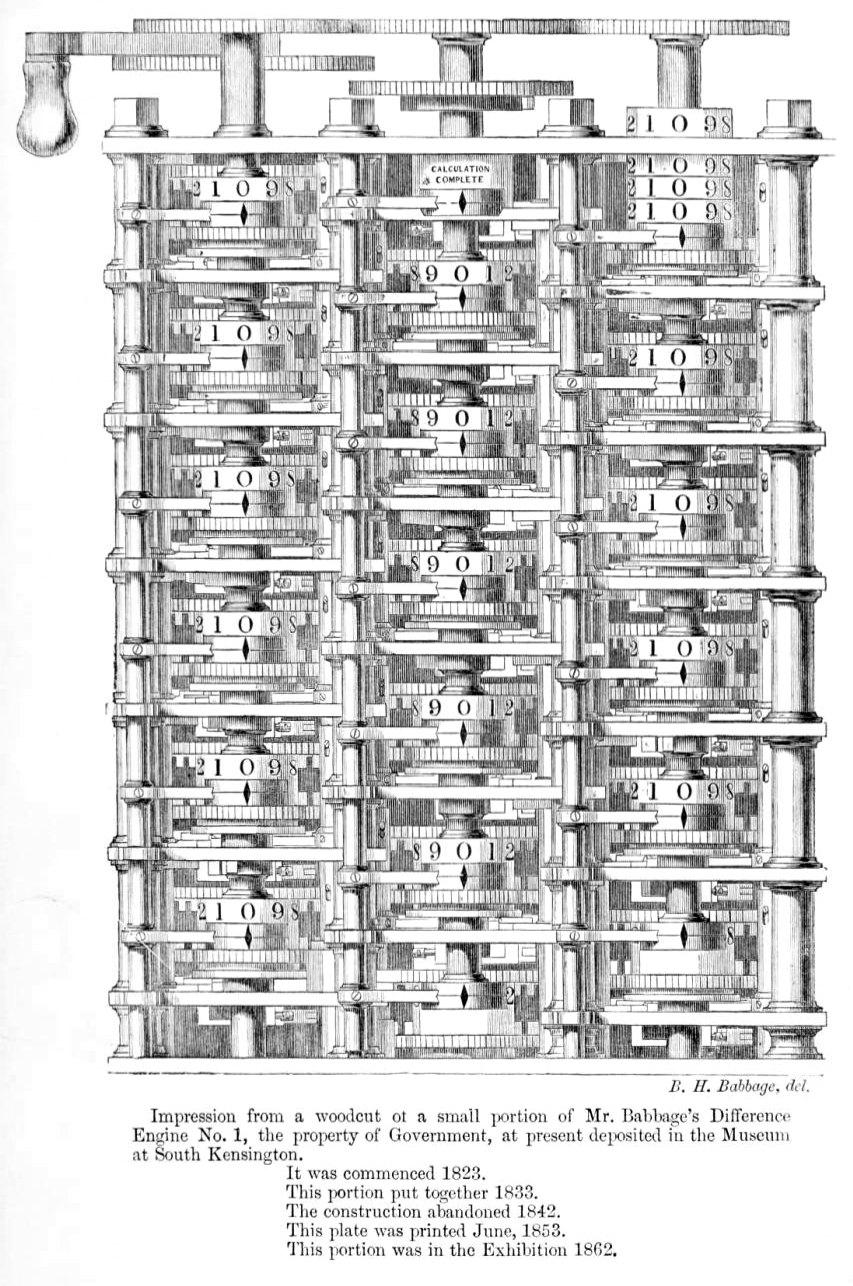 2 1 0 9 8
2 1 0 9 8
CALCULATION
COMPLETE
2 1 0 9 8
2 1 0 9 8
2 1 0 9 8
8 9 0 1 2
2 1 0 9 8
2 1 0 9 8
8 9 0 1 2
2 1 0 9 8
2 1 0 9 8
8 9 0 1 2
2 1 0 9 8
2 1 0 9 8
8 9 0 1 2
2 1 0 9 8
2 1 0 9 8
8 9 0 1 2
2 1 0 9 8
8
2
B. H. Babbage, del.
Impression from a woodcut ot a small portion of Mr. Babbage's Difference
Engine No. 1, the property of Government, at present deposited in the Museum
at South Kensington.
It was commenced 1823.
This portion put together 1833.
The construction abandoned 1842.
This plate was printed June, 1853.
This portion was in the Exhibition 1862.